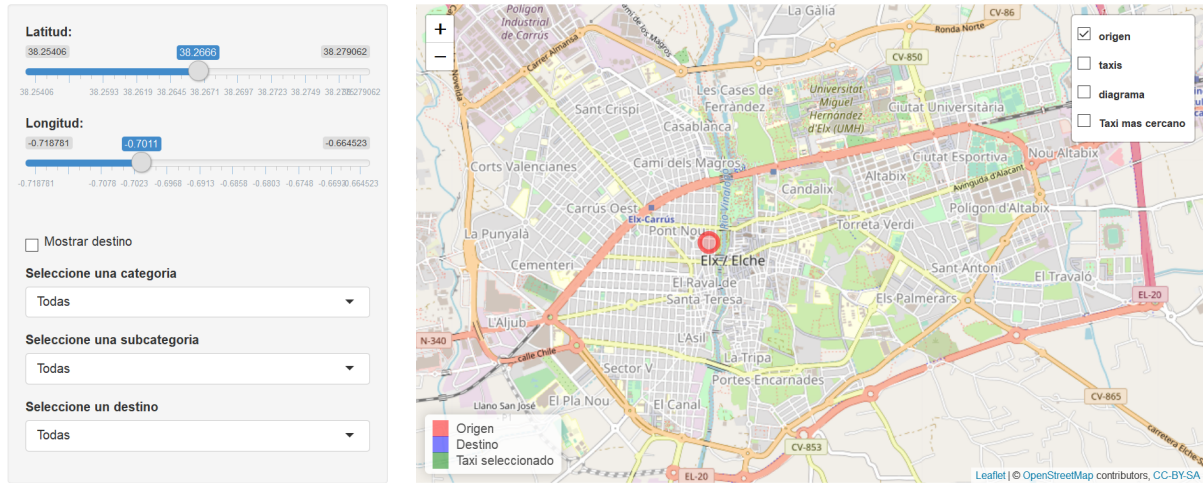 Latitud:
38.25406 38.2666 38.279062
38.25406 38.2593 38.2619 38.2645 38.2671 38.2697 38.2723 38.2749
Longitud:
-0.718781 -0.7011 -0.664523
-0.718781 -0.7078 -0.7023 -0.6968 -0.6913 -0.6858 -0.6803 -0.6748
Mostrar destino
Seleccione una categoria
Todas
Seleccione una subcategoria
Todas
Seleccione un destino
Todas
+
−
Polígon
Industrial
de Carrús
Carrer Almansa
Novelda
La Gàlia
CV-86
Ronda Norte
CV-850
Les Cases de
Ferrández
Universitat
Miguel
Hernández
d'Elx (UMH)
Ciutat Universitària
Sant Crispí
Casablanca
Corts Valencianes
Camí dels Magros
Ciutat Esportiva
Nou Altabix
Altabix
Avinguda d'Alacant
Candalix
Carrús Oest
Elx-Carrús
Pont Nou
Polígon d'Altabix
Torreta Verdi
La Punyalà
Elx / Elche
Cementeri
El Raval de
Santa Teresa
Sant Antoni
El Travaló
EL-20
Els Palmerars
L'Aljub
N-340
calle Chile
L'Asil
Sector V
La Tripa
Portes Encarnades
CV-865
El Pla Nou
Llano San José
El Canal
CV-853
EL-20
origen
taxis
diagrama
Taxi mas cercano
Origen
Destino
Taxi seleccionado
Leaflet | © OpenStreetMap contributors, CC-BY-SA